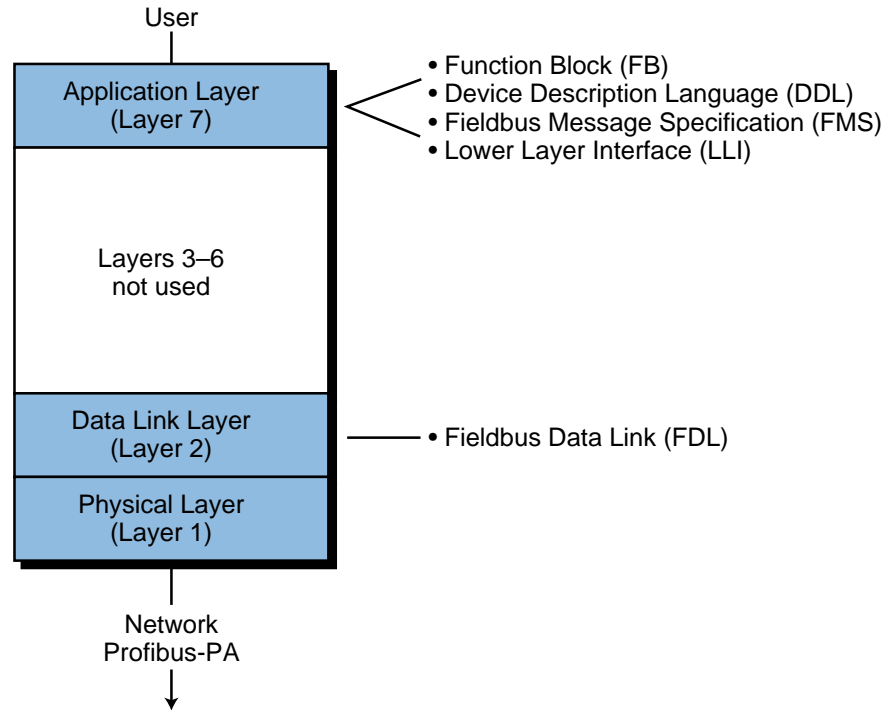 User
Application Layer
(Layer 7)
• Function Block (FB)
• Device Description Language (DDL)
• Fieldbus Message Specification (FMS)
• Lower Layer Interface (LLI)
Layers 3–6
not used
Data Link Layer
(Layer 2)
• Fieldbus Data Link (FDL)
Physical Layer
(Layer 1)
Network
Profibus-PA